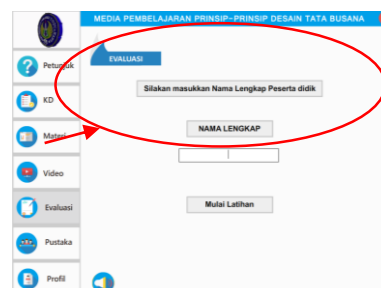 MEDIA PEMBELAJARAN PRINSIP-PRINSIP DESAIN TATA BUSANA
EVALUASI
Petunjuk
Silakan masukkan Nama Lengkap Peserta didik
KD
NAMA LENGKAP
Materi
Video
Evaluasi
Mulai Latihan
Pustaka
Profil